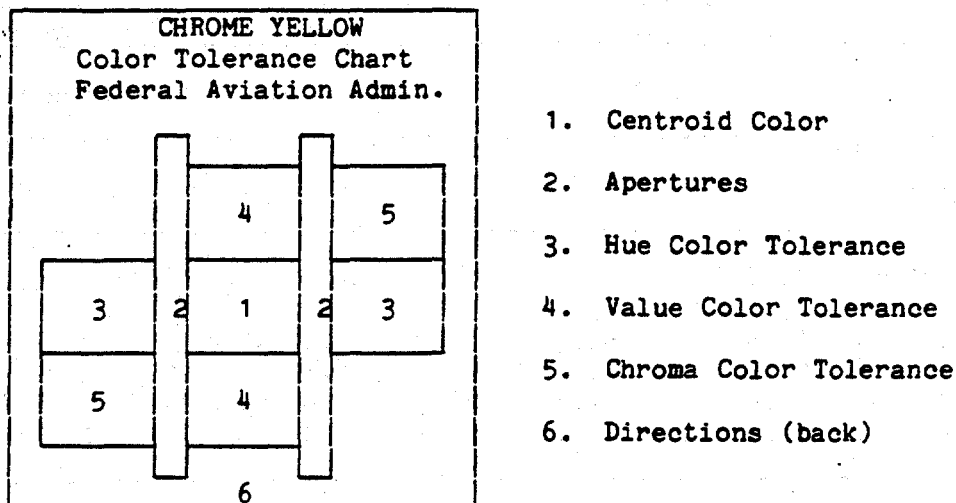 CHROME YELLOW
Color Tolerance Chart
Federal Aviation Admin.
4 5
3 2 1 2 3
5 4
6
1. Centroid Color
2. Apertures
3. Hue Color Tolerance
4. Value Color Tolerance
5. Chroma Color Tolerance
6. Directions (back)